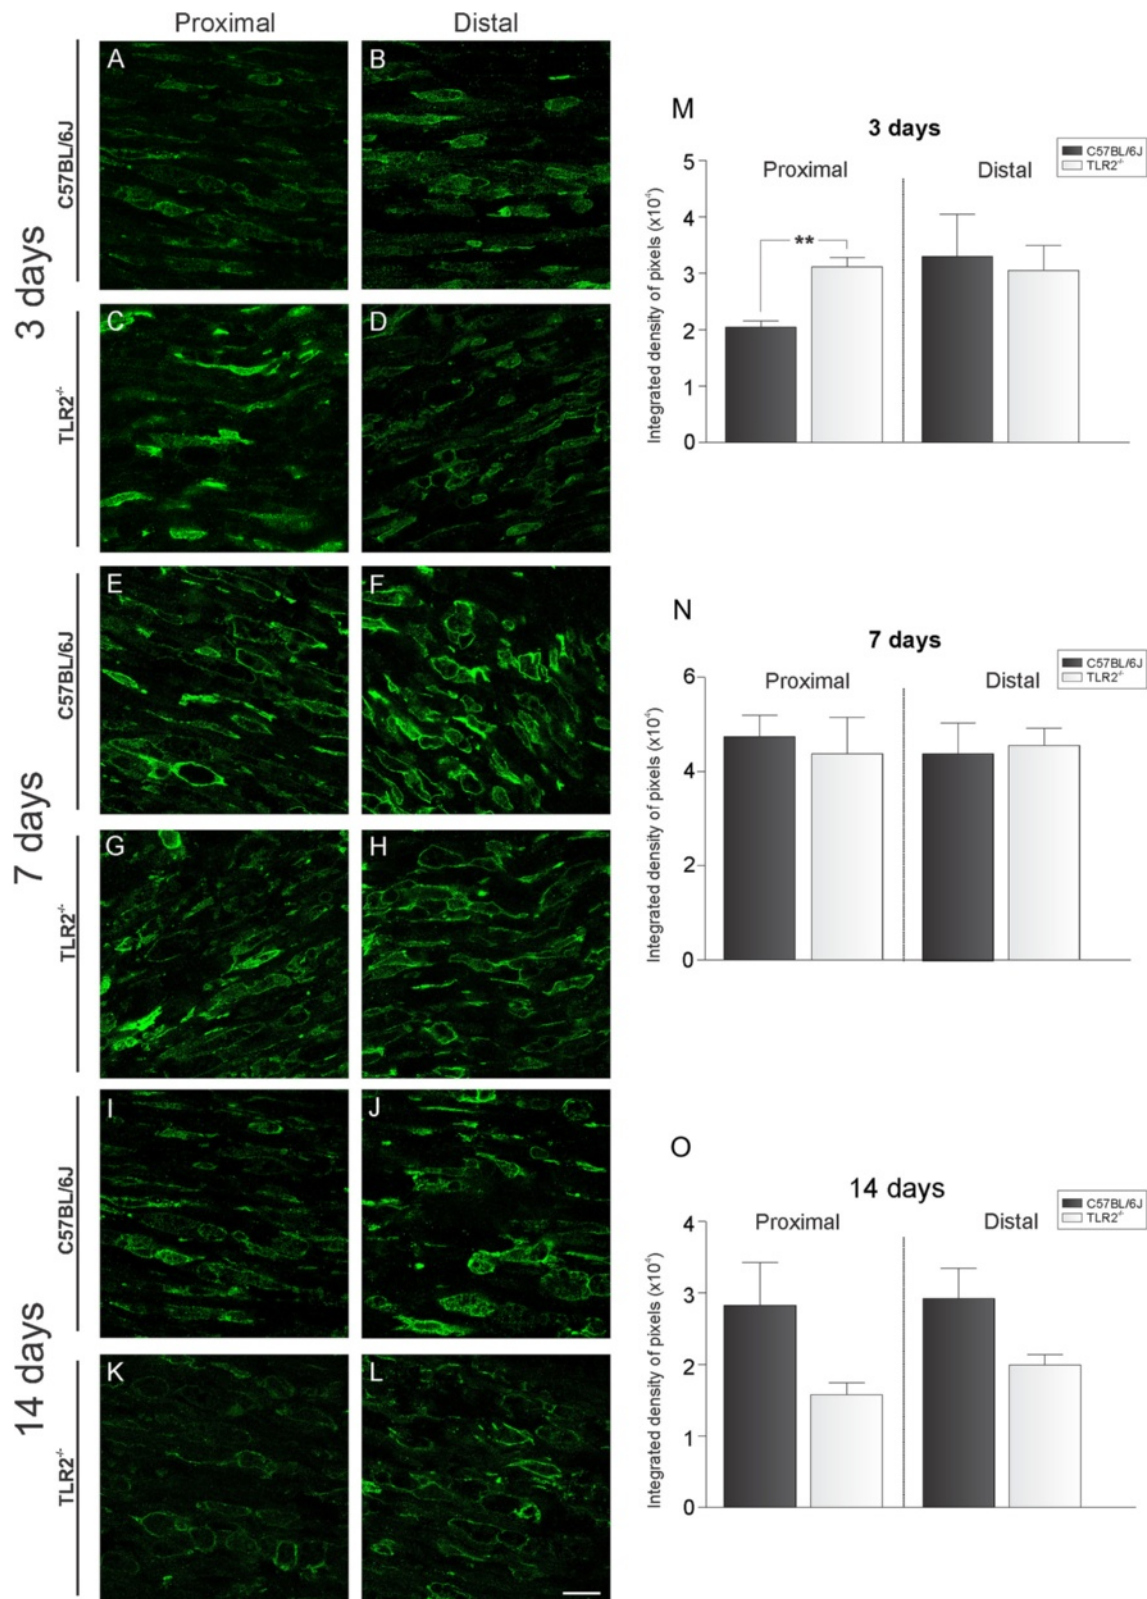 Proximal Distal
3 days
C57BL/6J
A B
TLR2-/-
C D
7 days
C57BL/6J
E F
TLR2-/-
G H
14 days
C57BL/6J
I J
TLR2-/-
K L
M
3 days
C57BL/6J
TLR2-/-
Proximal Distal
Integrated density of pixels (x10⁴)
5
4
3
2
1
0
**
N
7 days
C57BL/6J
TLR2-/-
Proximal Distal
Integrated density of pixels (x10⁴)
6
4
2
0
O
14 days
C57BL/6J
TLR2-/-
Proximal Distal
Integrated density of pixels (x10⁴)
4
3
2
1
0